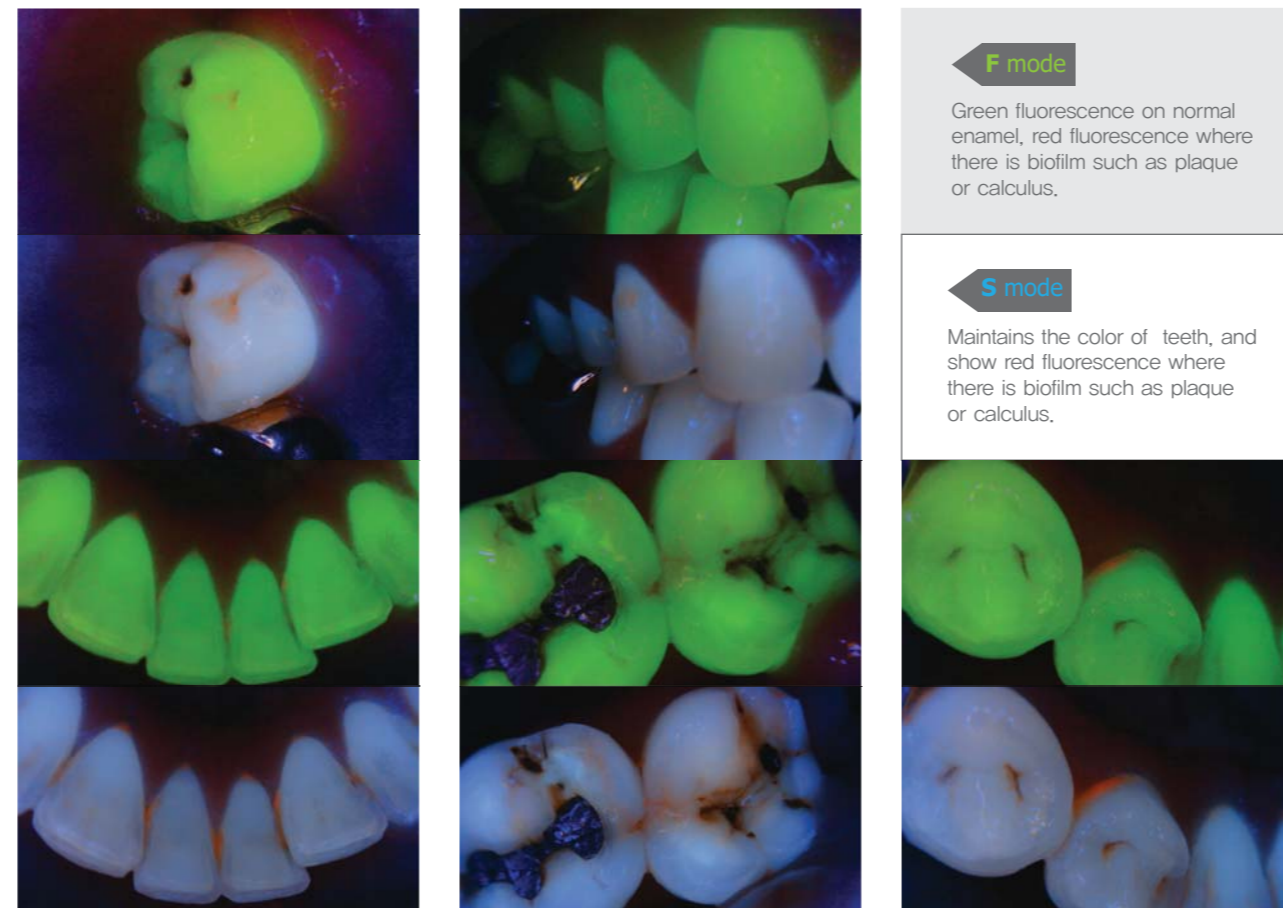 F mode
Green fluorescence on normal
enamel, red fluorescence where
there is biofilm such as plaque
or calculus.
S mode
Maintains the color of teeth, and
show red fluorescence where
there is biofilm such as plaque
or calculus.